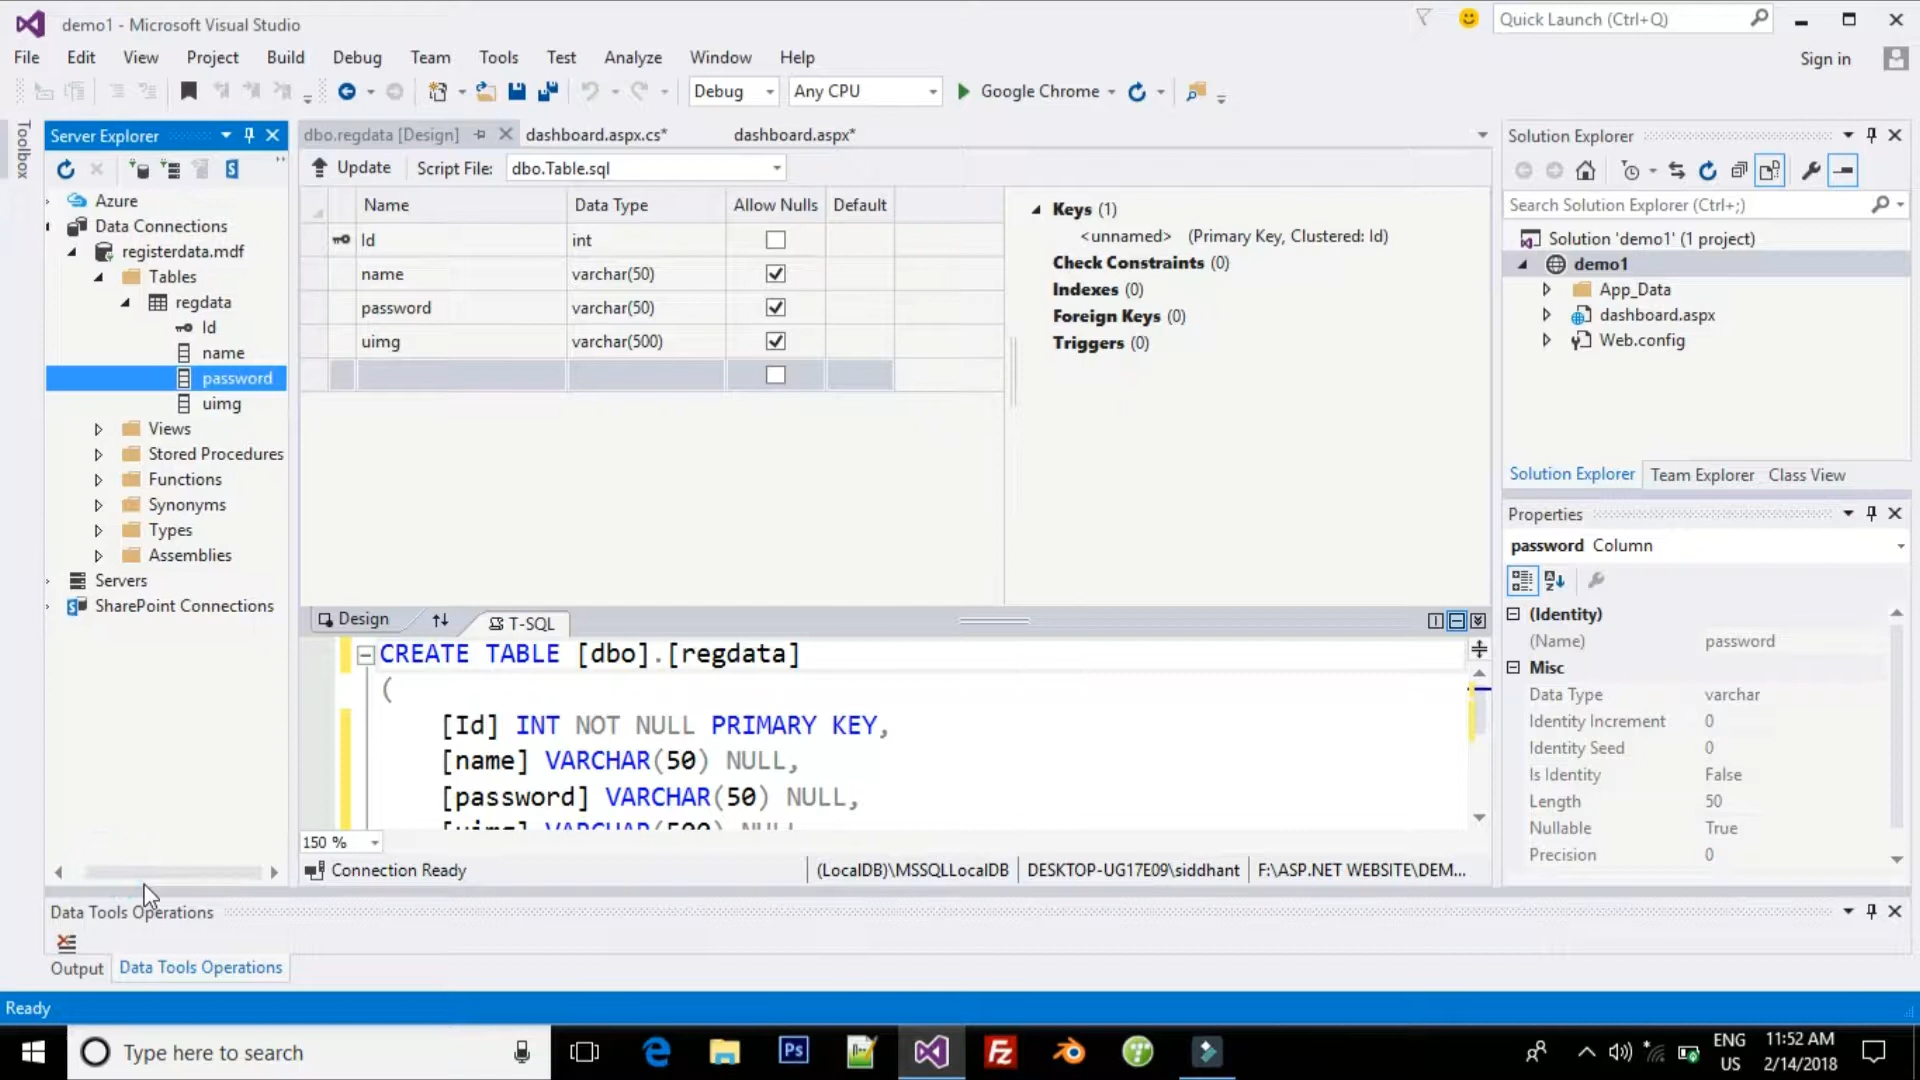 demo1 - Microsoft Visual Studio
Quick Launch (Ctrl+Q)
File Edit View Project Build Debug Team Tools Test Analyze Window Help
Sign in
Debug Any CPU Google Chrome
Toolbox
Server Explorer
Azure
Data Connections
registerdata.mdf
Tables
regdata
Id
name
password
uimg
Views
Stored Procedures
Functions
Synonyms
Types
Assemblies
Servers
SharePoint Connections
dbo.regdata [Design] dashboard.aspx.cs* dashboard.aspx*
Update Script File: dbo.Table.sql
Name Data Type Allow Nulls Default
Id int
name varchar(50)
password varchar(50)
uimg varchar(500)
Keys (1)
<unnamed> (Primary Key, Clustered: Id)
Check Constraints (0)
Indexes (0)
Foreign Keys (0)
Triggers (0)
Design T-SQL
CREATE TABLE [dbo].[regdata]
(
[Id] INT NOT NULL PRIMARY KEY,
[name] VARCHAR(50) NULL,
[password] VARCHAR(50) NULL,
[uimg] VARCHAR(500) NULL
150 %
Connection Ready (LocalDB)\MSSQLLocalDB DESKTOP-UG17E09\siddhant F:\ASP.NET WEBSITE\DEM...
Solution Explorer
Search Solution Explorer (Ctrl+;)
Solution 'demo1' (1 project)
demo1
App_Data
dashboard.aspx
Web.config
Solution Explorer Team Explorer Class View
Properties
password Column
(Identity)
(Name) password
Misc
Data Type varchar
Identity Increment 0
Identity Seed 0
Is Identity False
Length 50
Nullable True
Precision 0
Data Tools Operations
Output Data Tools Operations
Ready
Type here to search
Ps
Fz
ENG
US
11:52 AM
2/14/2018